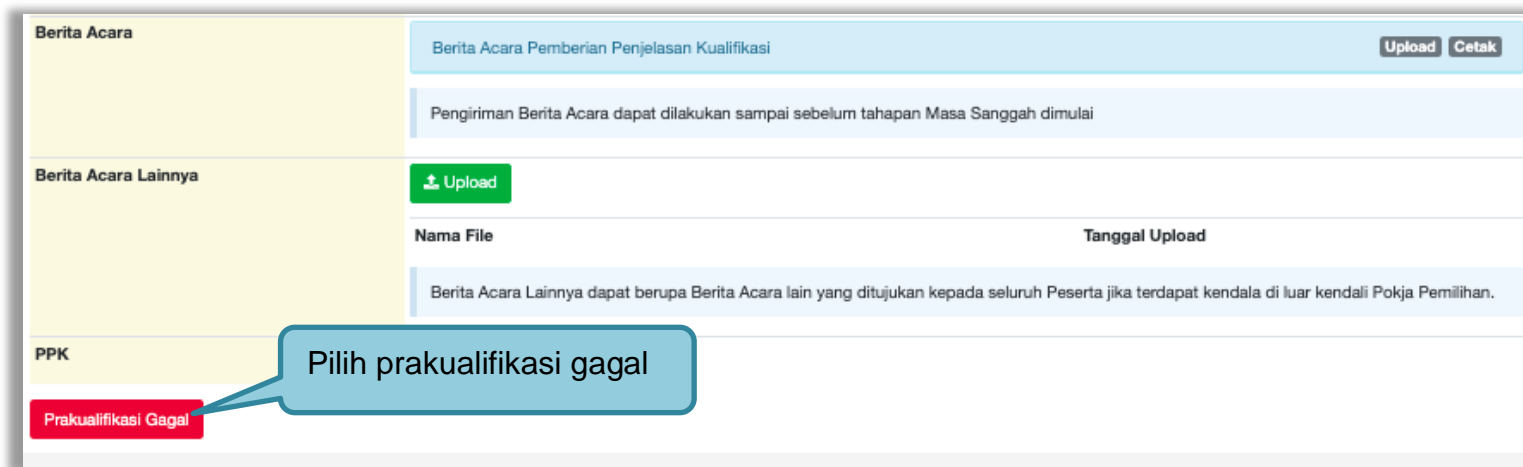 Berita Acara
Berita Acara Pemberian Penjelasan Kualifikasi Upload Cetak
Pengiriman Berita Acara dapat dilakukan sampai sebelum tahapan Masa Sanggah dimulai
Berita Acara Lainnya
Upload
Nama File Tanggal Upload
Berita Acara Lainnya dapat berupa Berita Acara lain yang ditujukan kepada seluruh Peserta jika terdapat kendala di luar kendali Pokja Pemilihan.
PPK
Pilih prakualifikasi gagal
Prakualifikasi Gagal